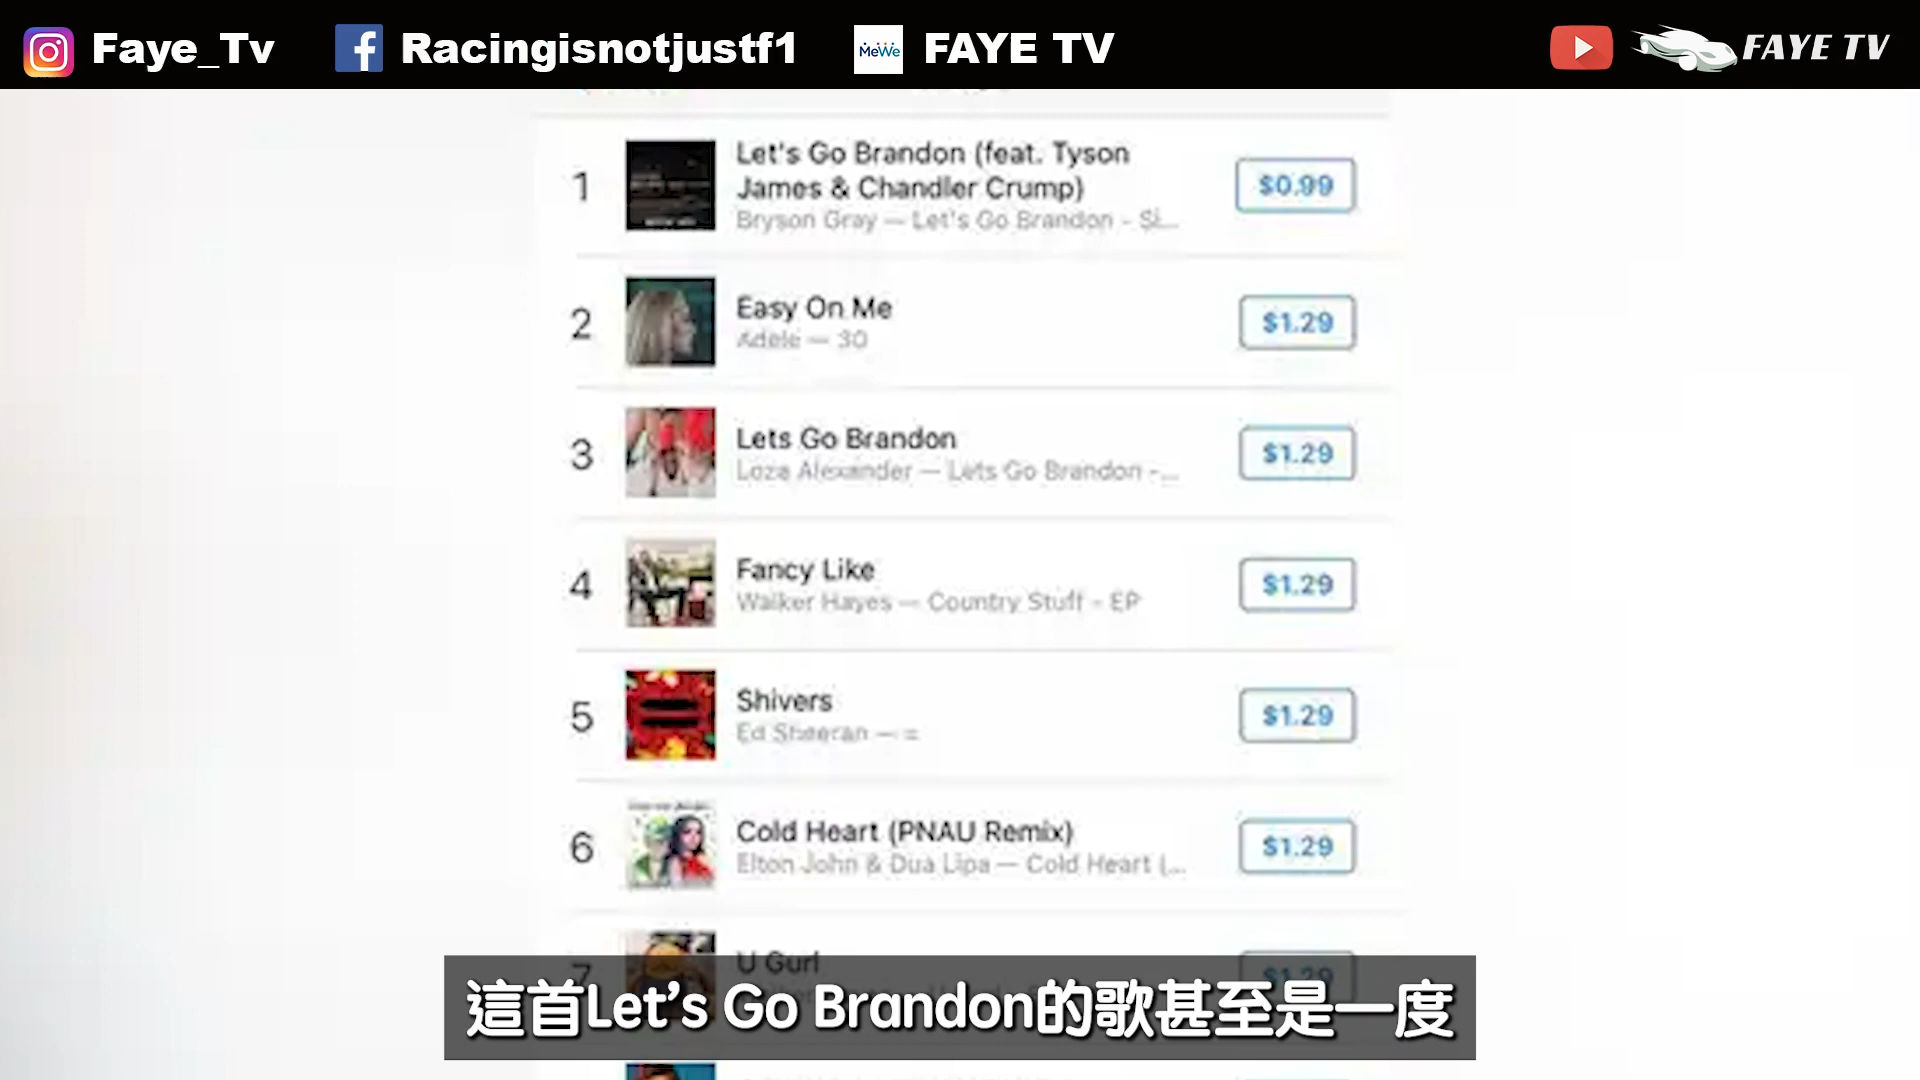 Faye_Tv
Racingisnotjustf1
MeWe
FAYE TV
FAYE TV
1
Let's Go Brandon (feat. Tyson
James & Chandler Crump)
Bryson Gray — Let's Go Brandon - Si...
$0.99
2
Easy On Me
Adele — 30
$1.29
3
Lets Go Brandon
Loza Alexander — Lets Go Brandon -...
$1.29
4
Fancy Like
Walker Hayes — Country Stuff - EP
$1.29
5
Shivers
Ed Sheeran — =
$1.29
6
Cold Heart (PNAU Remix)
Elton John & Dua Lipa — Cold Heart (...
$1.29
7
U Gurl
$1.29
這首Let's Go Brandon的歌甚至是一度